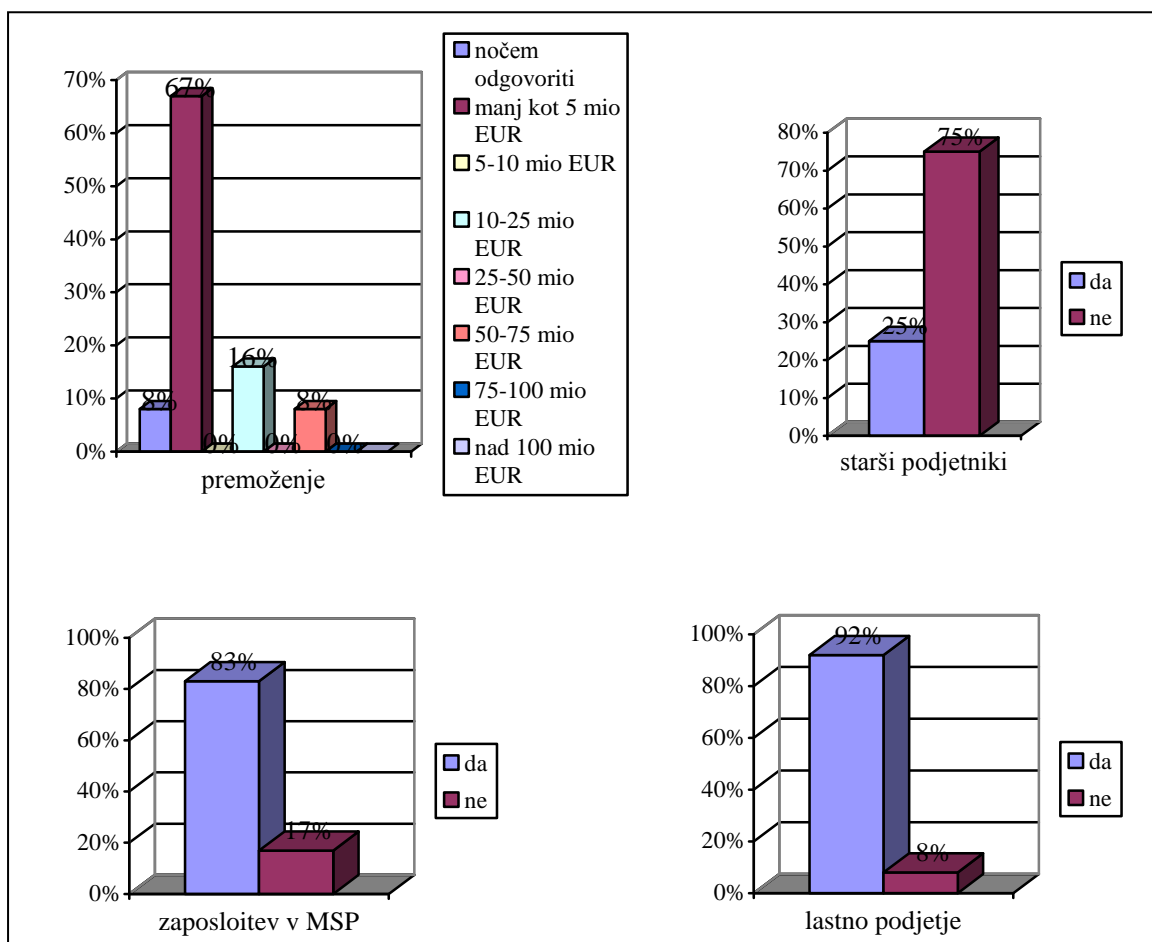 70%
60%
50%
40%
30%
20%
10%
0%
8%
67%
0%
16%
0%
8%
0%
premoženje
nočem
odgovoriti
manj kot 5 mio
EUR
5-10 mio EUR
10-25 mio
EUR
25-50 mio
EUR
50-75 mio
EUR
75-100 mio
EUR
nad 100 mio
EUR
80%
70%
60%
50%
40%
30%
20%
10%
0%
25%
75%
starši podjetniki
da
ne
100%
80%
60%
40%
20%
0%
83%
17%
zaposloitev v MSP
da
ne
100%
80%
60%
40%
20%
0%
92%
8%
lastno podjetje
da
ne